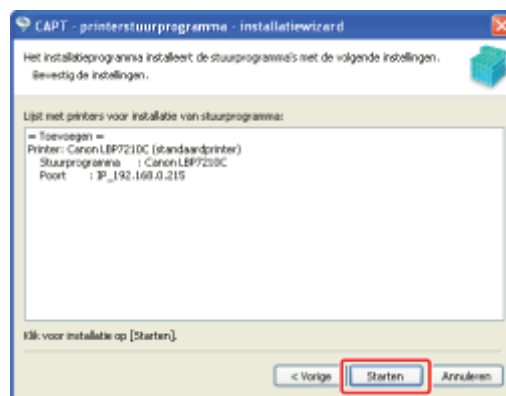 CAPT - printerstuurprogramma - installatiewizard
Het installatieprogramma installeert de stuurprogramma's met de volgende instellingen.
Bevestig de instellingen.
Lijst met printers voor installatie van stuurprogramma:
= Toevoegen =
Printer: Canon LBP7210C (standaardprinter)
Stuurprogramma : Canon LBP7210C
Poort : IP_192.168.0.215
Klik voor installatie op [Starten].
< Vorige Starten Annuleren